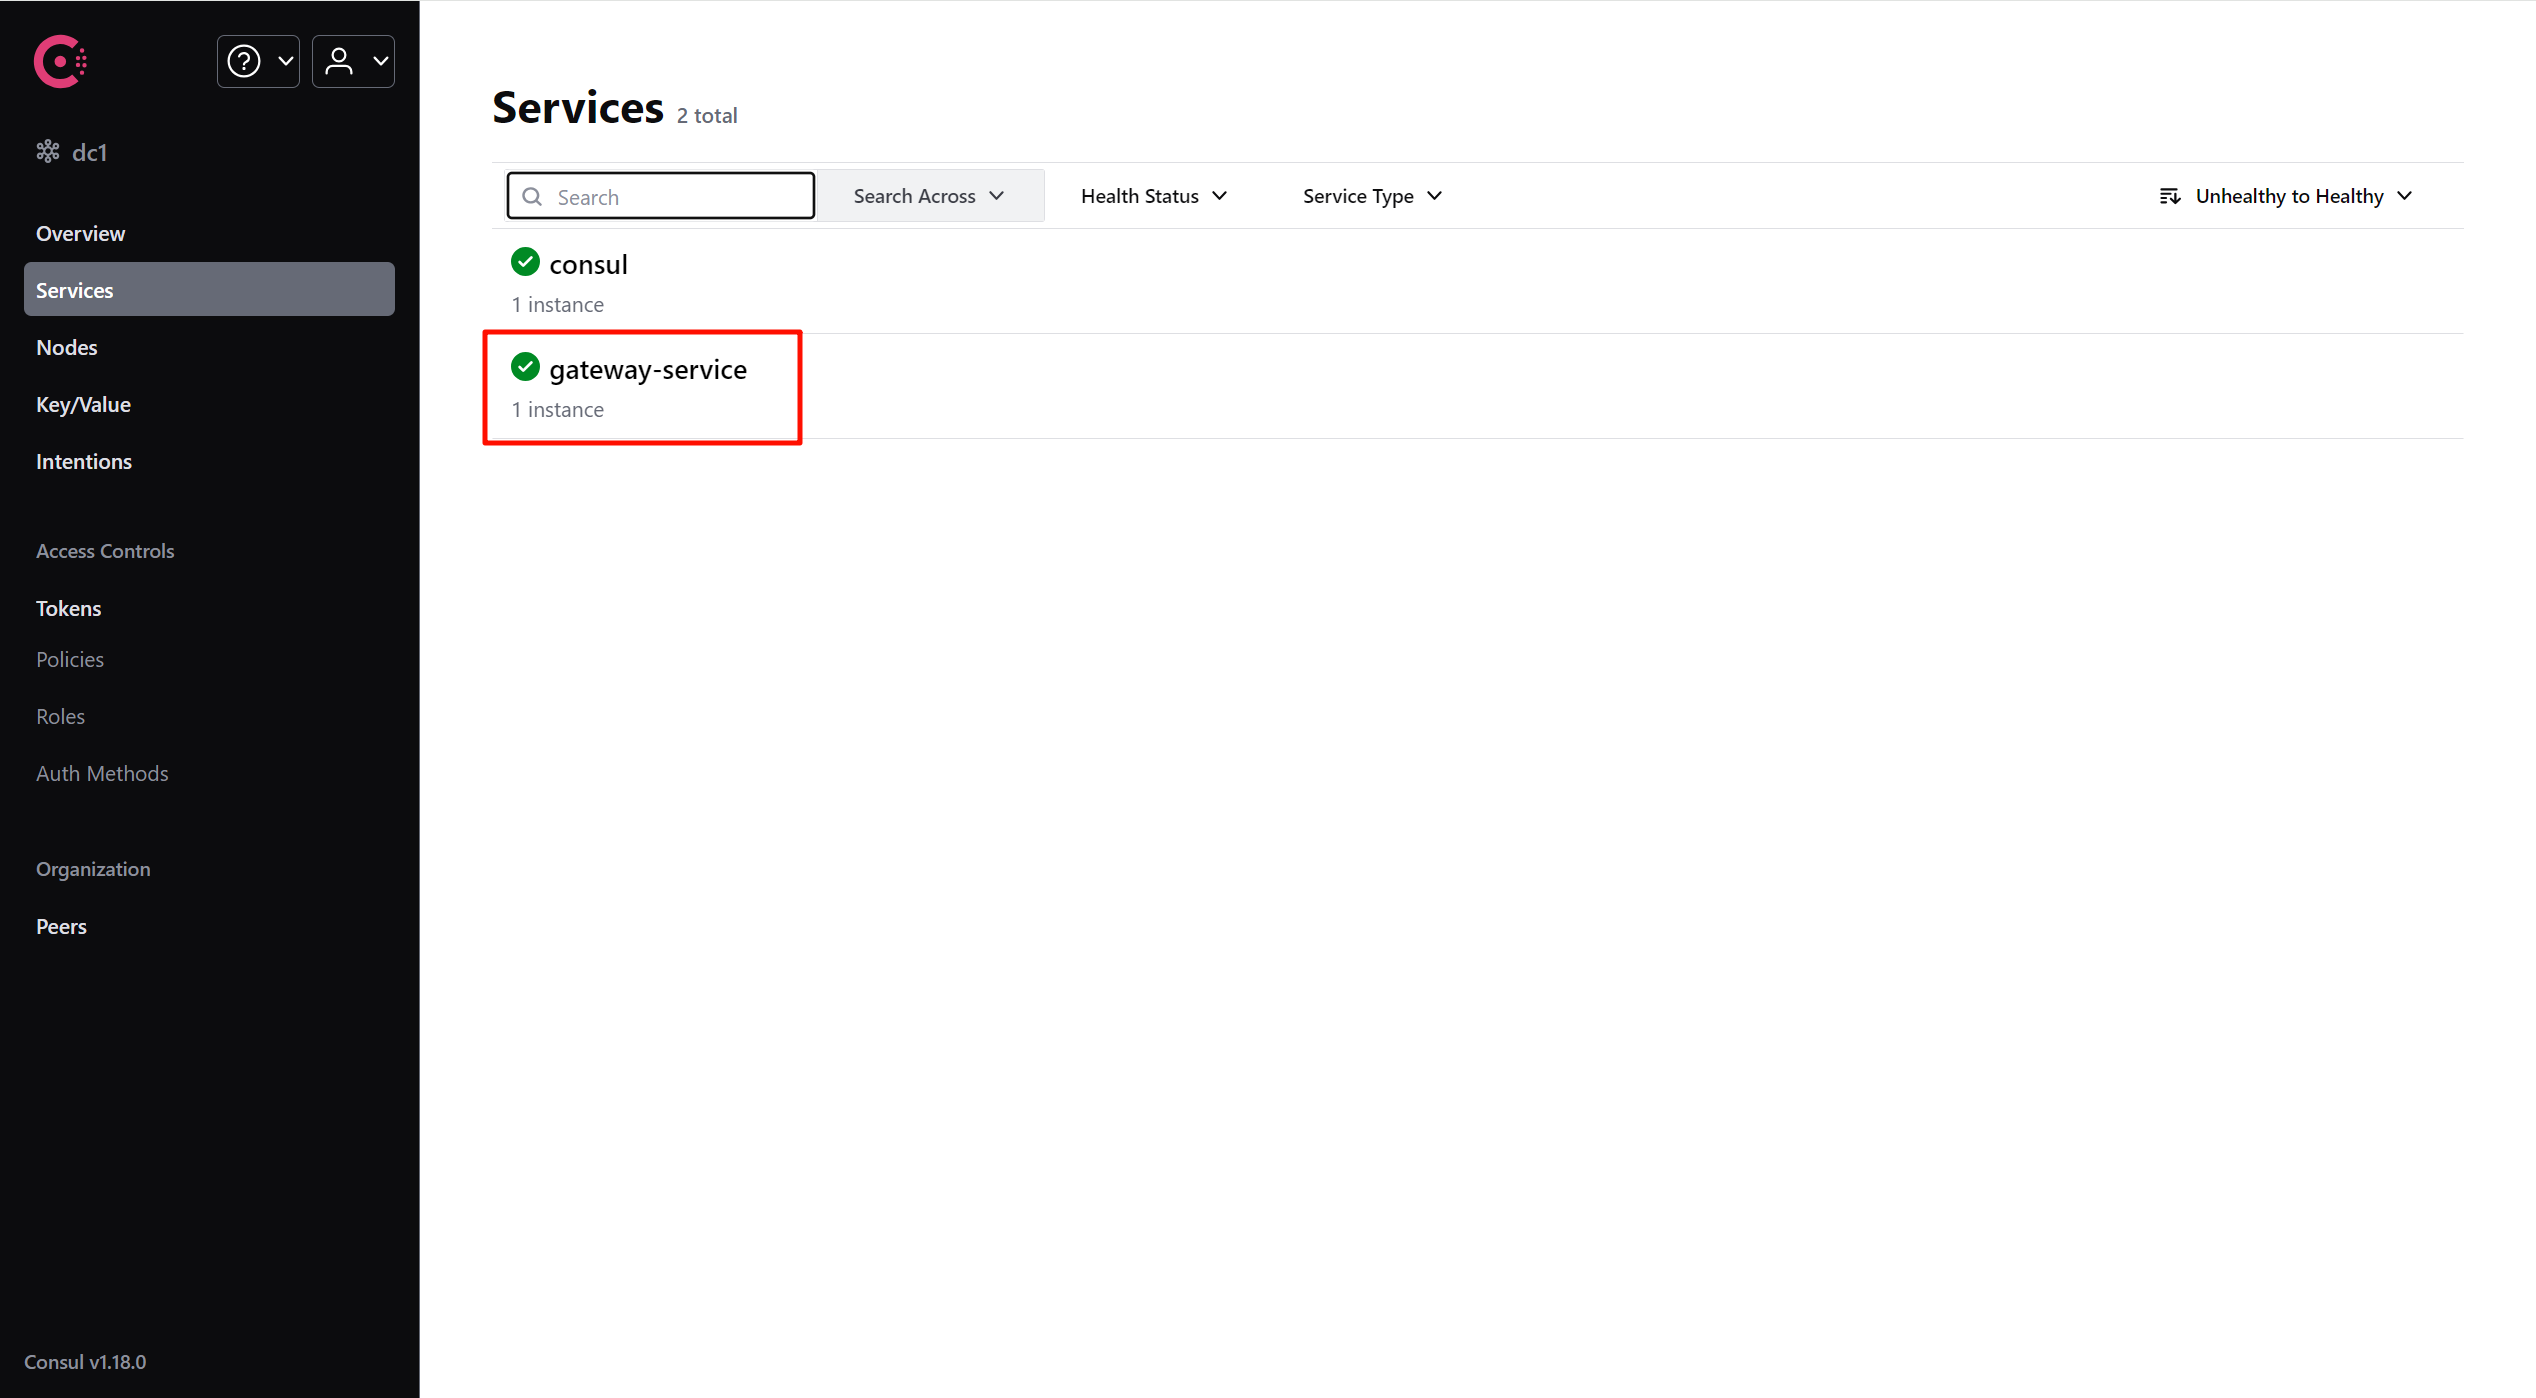 dc1
Overview
Services
Nodes
Key/Value
Intentions
Access Controls
Tokens
Policies
Roles
Auth Methods
Organization
Peers
Consul v1.18.0
Services 2 total
Search Search Across Health Status Service Type Unhealthy to Healthy
consul
1 instance
gateway-service
1 instance